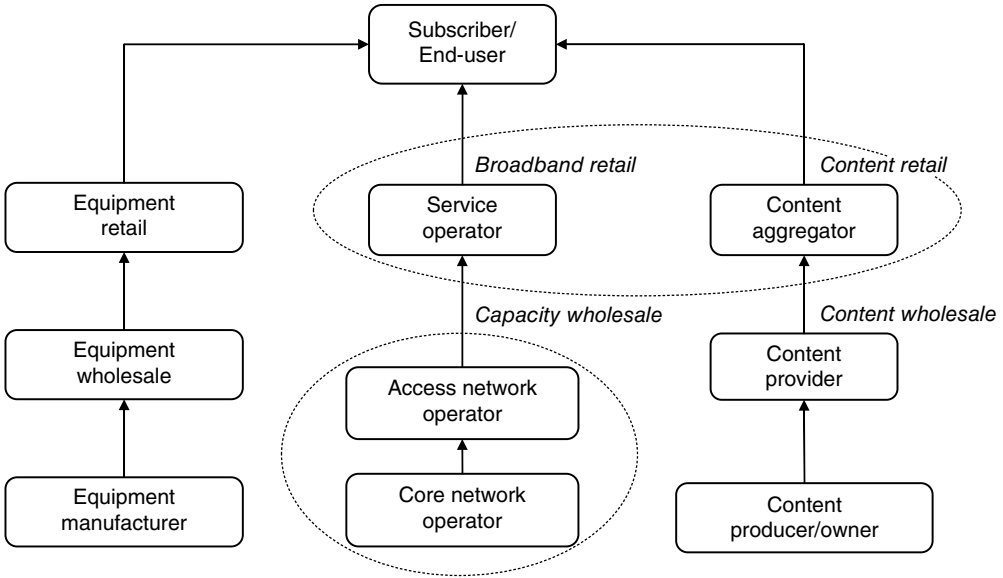 Subscriber/
End-user
Broadband retail
Content retail
Equipment
retail
Service
operator
Content
aggregator
Capacity wholesale
Content wholesale
Equipment
wholesale
Content
provider
Access network
operator
Equipment
manufacturer
Core network
operator
Content
producer/owner